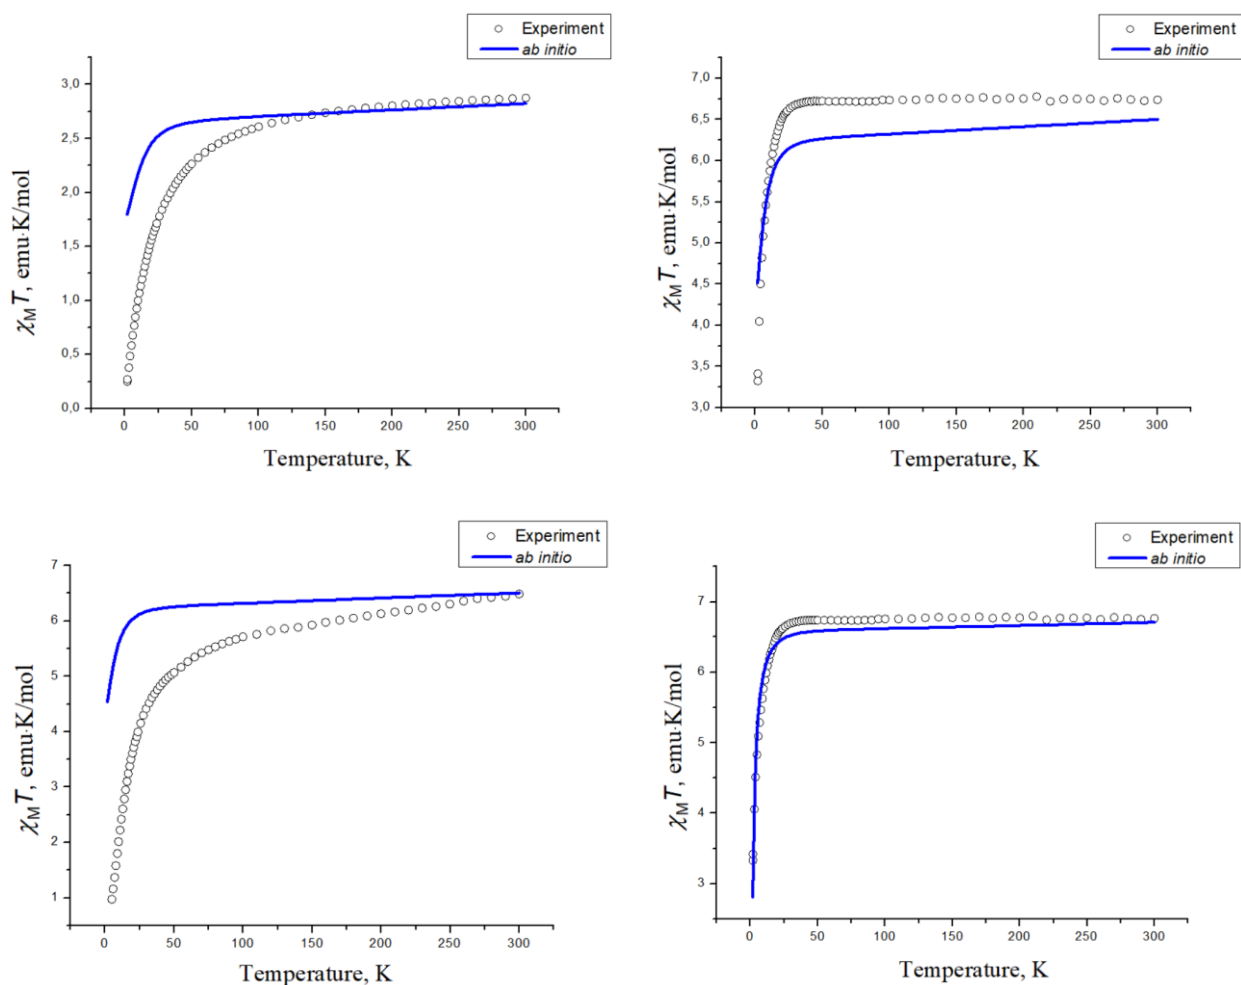 Experiment
ab initio
3,0
2,5
2,0
1,5
1,0
0,5
0,0
χMT, emu·K/mol
0 50 100 150 200 250 300
Temperature, K
Experiment
ab initio
7,0
6,5
6,0
5,5
5,0
4,5
4,0
3,5
3,0
χMT, emu·K/mol
0 50 100 150 200 250 300
Temperature, K
Experiment
ab initio
7
6
5
4
3
2
1
χMT, emu·K/mol
0 50 100 150 200 250 300
Temperature, K
Experiment
ab initio
7
6
5
4
3
χMT, emu·K/mol
0 50 100 150 200 250 300
Temperature, K